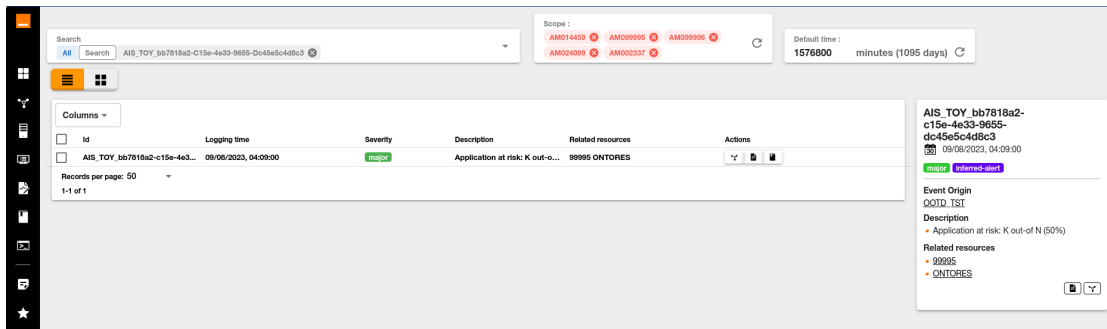 Search
All Search AIS_TOY_bb7818a2-C15e-4e33-9655-Dc45e5c4d8c3
Scope :
AM014459 AM099995 AM099996
AM024089 AM002337
Default time :
1576800 minutes (1095 days)
Columns
Id Logging time Severity Description Related resources Actions
AIS_TOY_bb7818a2-c15e-4e3... 09/08/2023, 04:09:00 major Application at risk: K out-o... 99995 ONTORES
Records per page: 50
1-1 of 1
AIS_TOY_bb7818a2-
c15e-4e33-9655-
dc45e5c4d8c3
30 09/08/2023, 04:09:00
major inferred-alert
Event Origin
OOTD_TST
Description
• Application at risk: K out-of N (50%)
Related resources
• 99995
• ONTORES